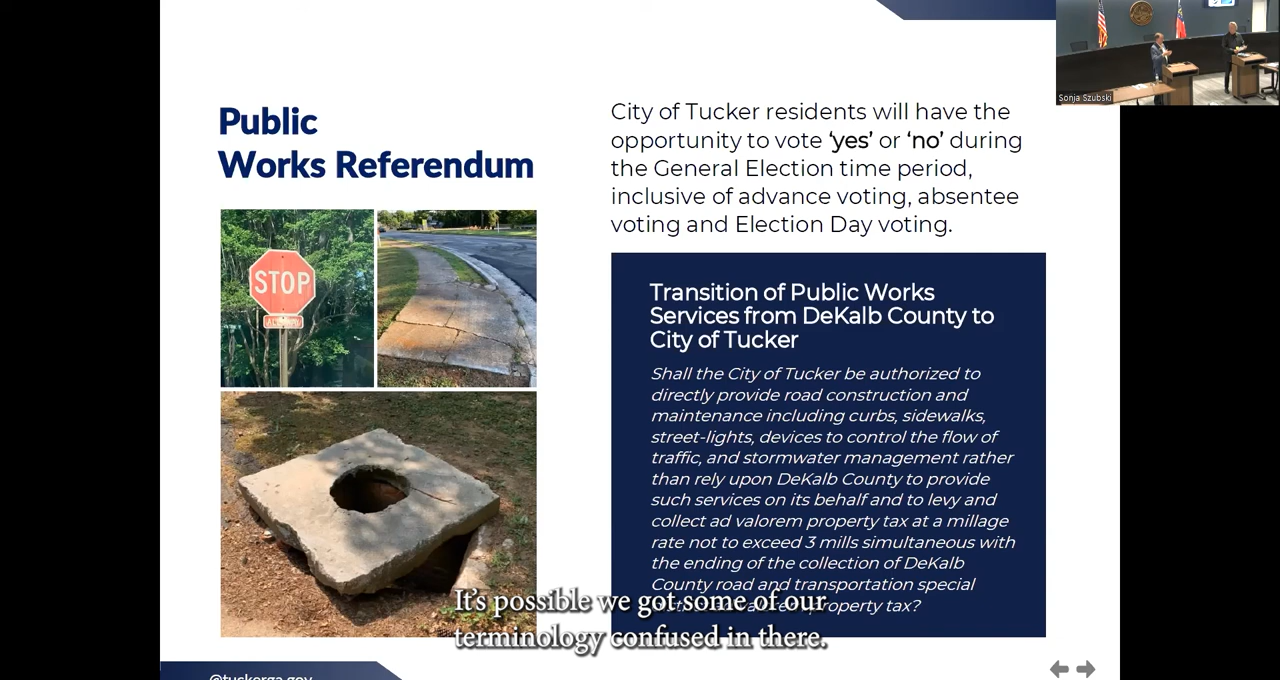 Public
Works Referendum
STOP
City of Tucker residents will have the
opportunity to vote ‘yes’ or ‘no’ during
the General Election time period,
inclusive of advance voting, absentee
voting and Election Day voting.
Transition of Public Works
Services from DeKalb County to
City of Tucker
Shall the City of Tucker be authorized to
directly provide road construction and
maintenance including curbs, sidewalks,
street-lights, devices to control the flow of
traffic, and stormwater management rather
than rely upon DeKalb County to provide
such services on its behalf and to levy and
collect ad valorem property tax at a millage
rate not to exceed 3 mills simultaneous with
the ending of the collection of DeKalb
County road and transportation special
property tax?
It's possible we got some of our
terminology confused in there.
Sonja Szubski
@tuckerga.gov